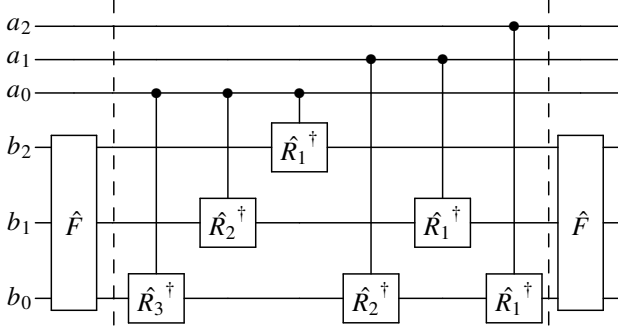 a₂
a₁
a₀
b₂ R̂₁†
b₁ F̂ R̂₂† R̂₁† F̂
b₀ R̂₃† R̂₂† R̂₁†